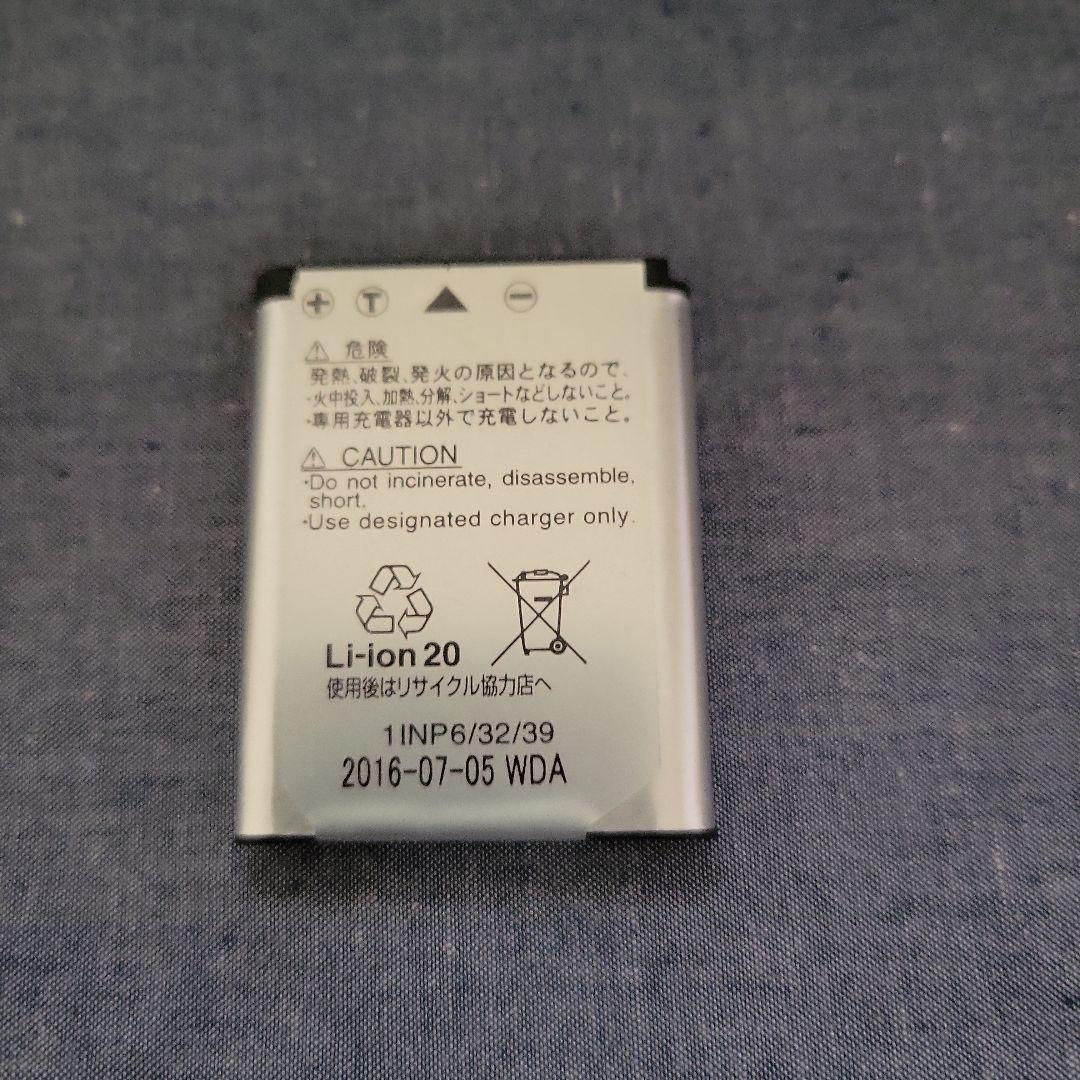 + T ▲ −
⚠ 危険
発熱、破裂、発火の原因となるので、
・火中投入、加熱、分解、ショートなどしないこと。
・専用充電器以外で充電しないこと。
⚠ CAUTION
・Do not incinerate, disassemble,
short.
・Use designated charger only.
Li-ion 20
使用後はリサイクル協力店へ
1INP6/32/39
2016-07-05 WDA